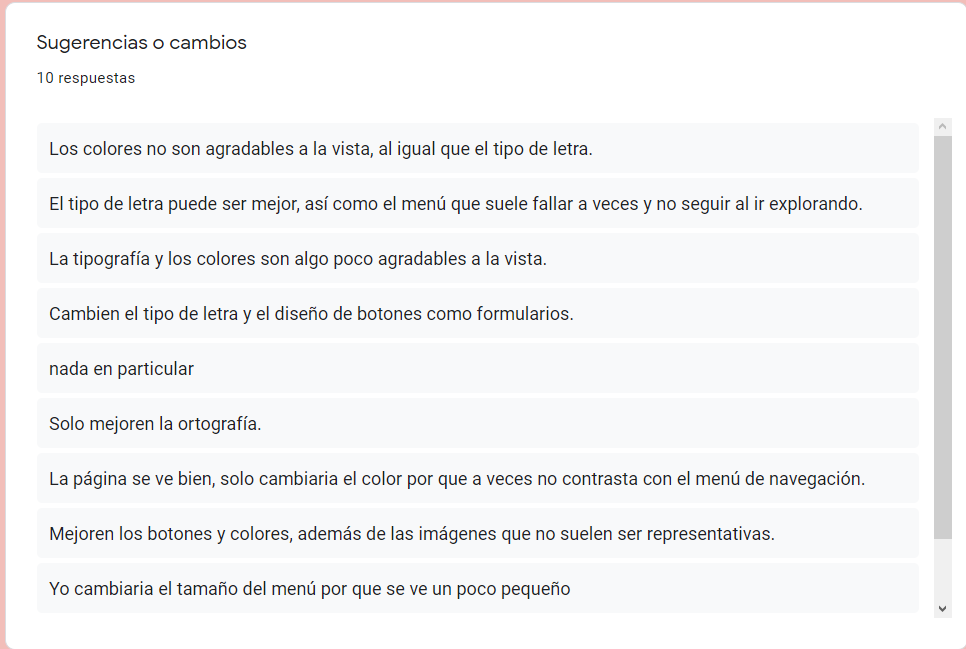 Sugerencias o cambios
10 respuestas
Los colores no son agradables a la vista, al igual que el tipo de letra.
El tipo de letra puede ser mejor, así como el menú que suele fallar a veces y no seguir al ir explorando.
La tipografía y los colores son algo poco agradables a la vista.
Cambien el tipo de letra y el diseño de botones como formularios.
nada en particular
Solo mejoren la ortografía.
La página se ve bien, solo cambiaria el color por que a veces no contrasta con el menú de navegación.
Mejoren los botones y colores, además de las imágenes que no suelen ser representativas.
Yo cambiaria el tamaño del menú por que se ve un poco pequeño